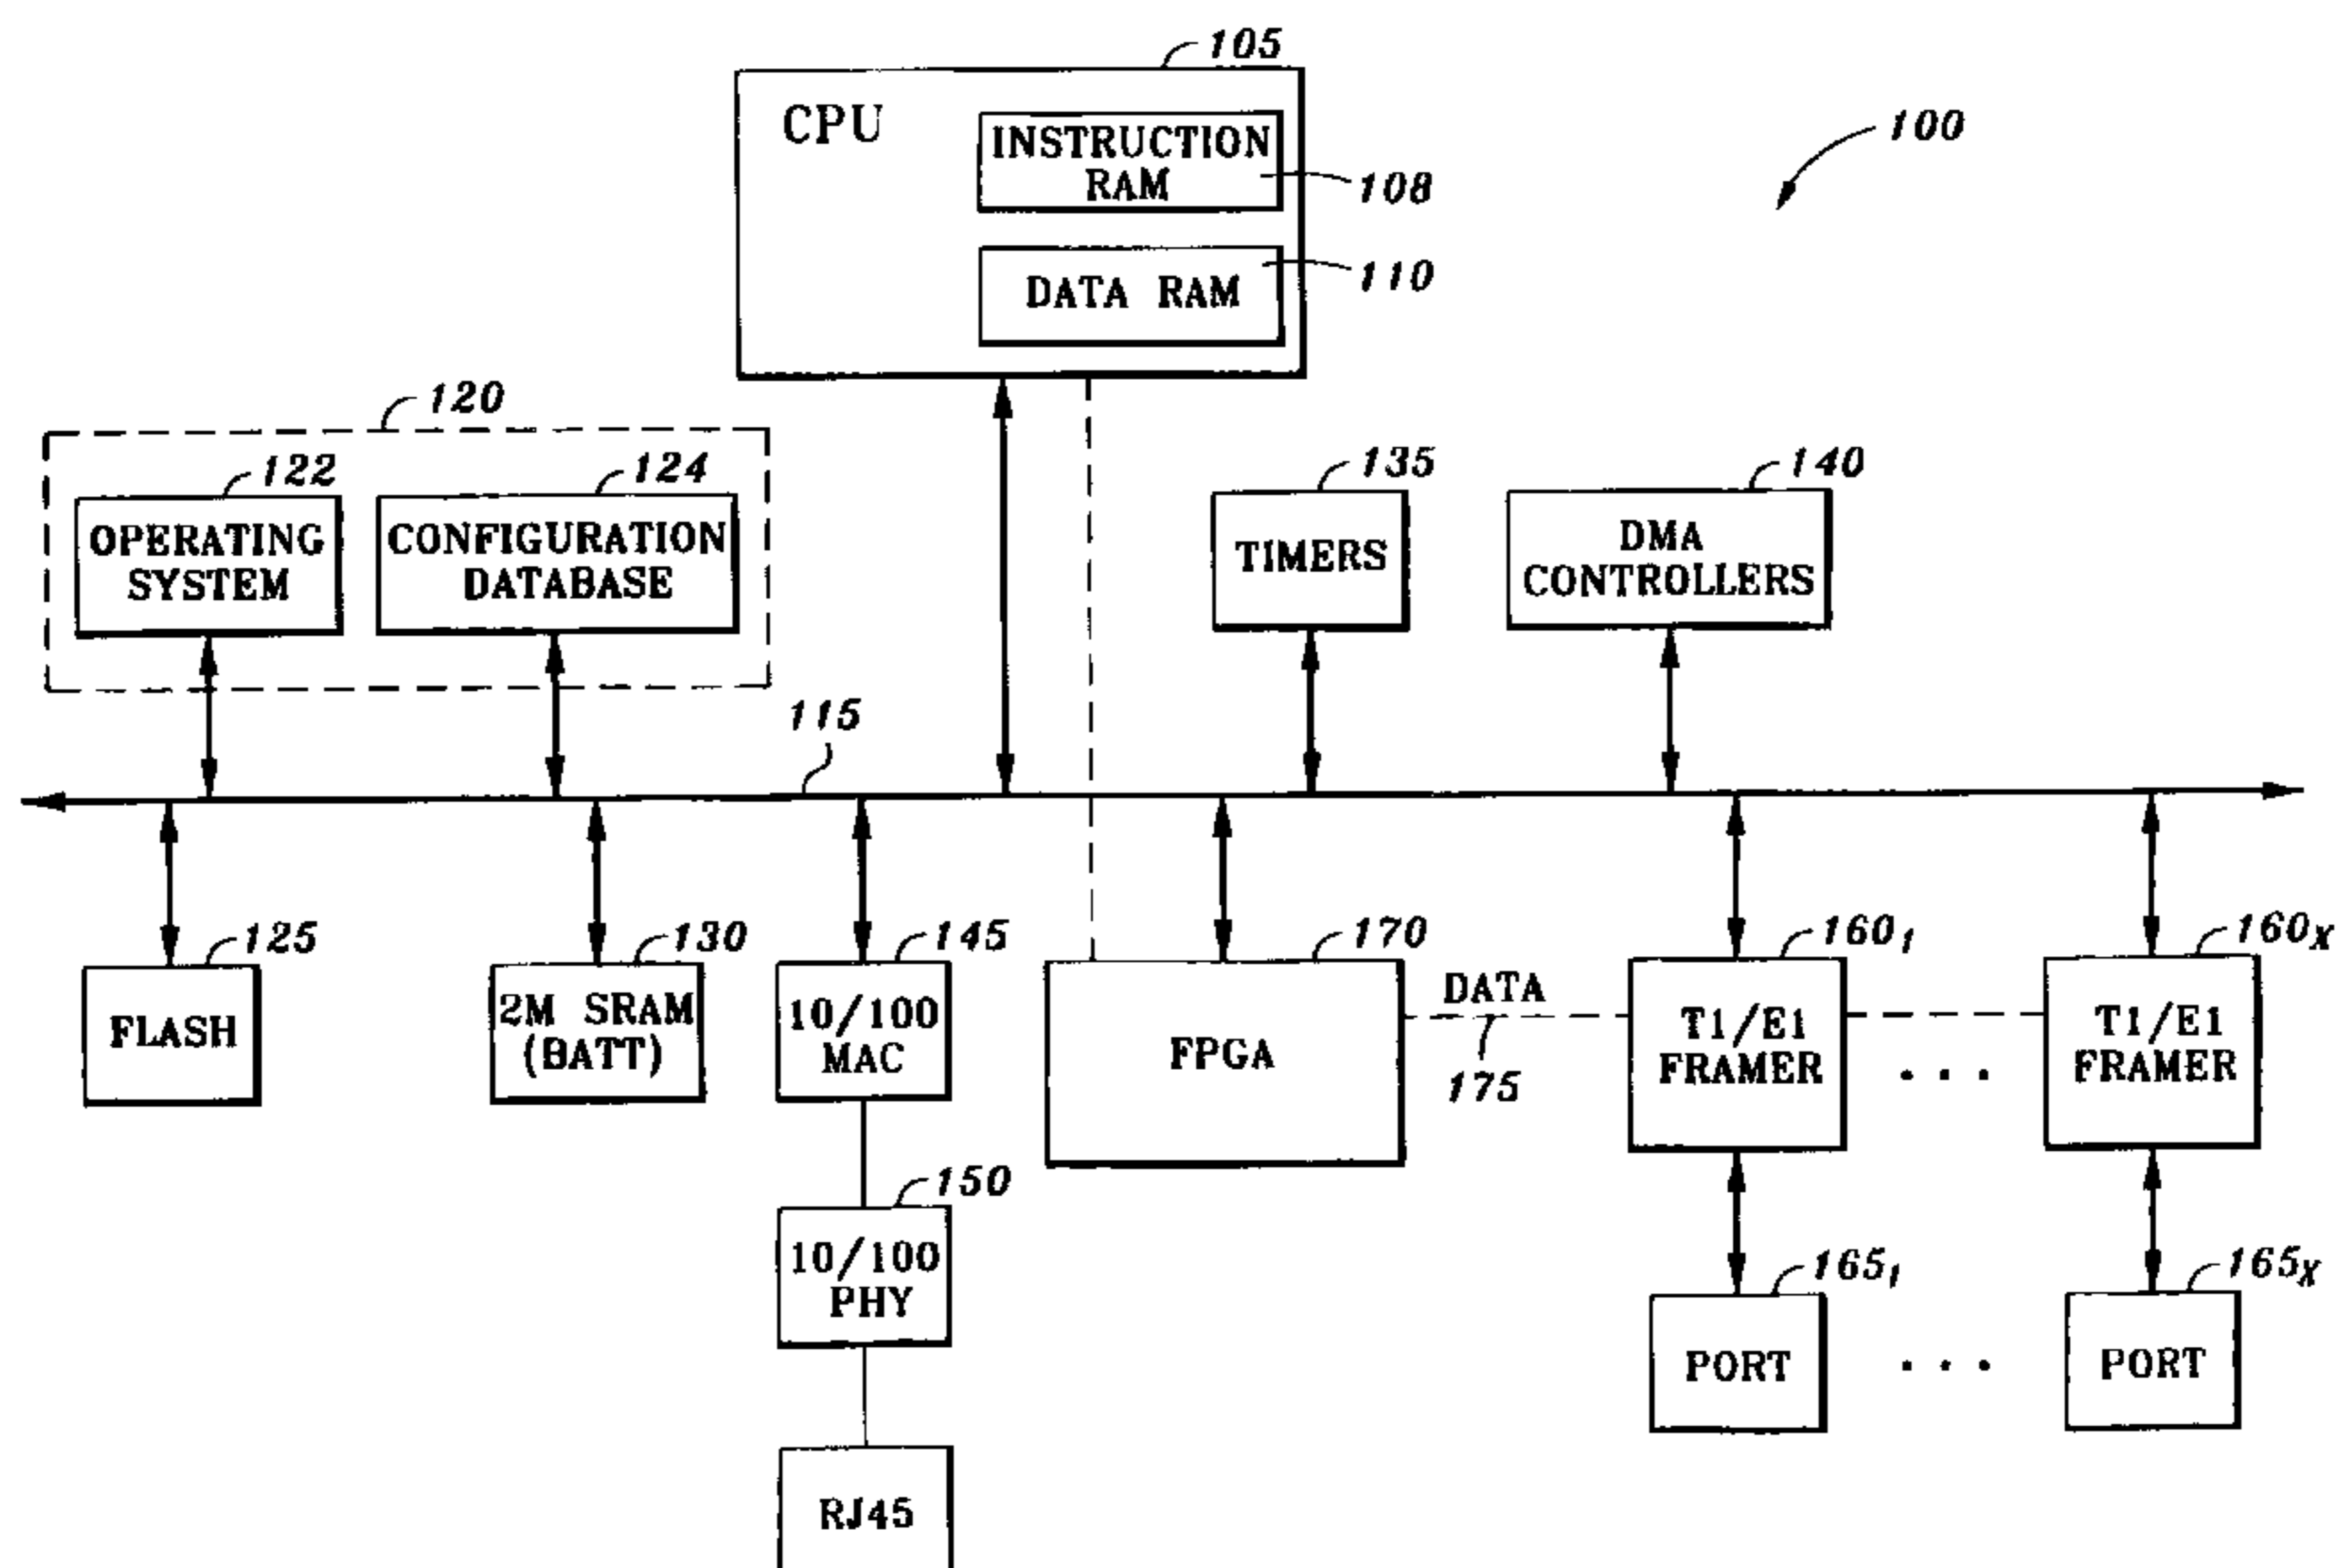 105
CPU
INSTRUCTION
RAM
108
100
DATA RAM
110
120
122
124
135
140
OPERATING
SYSTEM
CONFIGURATION
DATABASE
TIMERS
DMA
CONTROLLERS
115
125
130
145
170
160₁
160ₓ
FLASH
2M SRAM
(BATT)
10/100
MAC
FPGA
DATA
175
T1/E1
FRAMER
. . .
T1/E1
FRAMER
150
10/100
PHY
165₁
165ₓ
PORT
. . .
PORT
RJ45